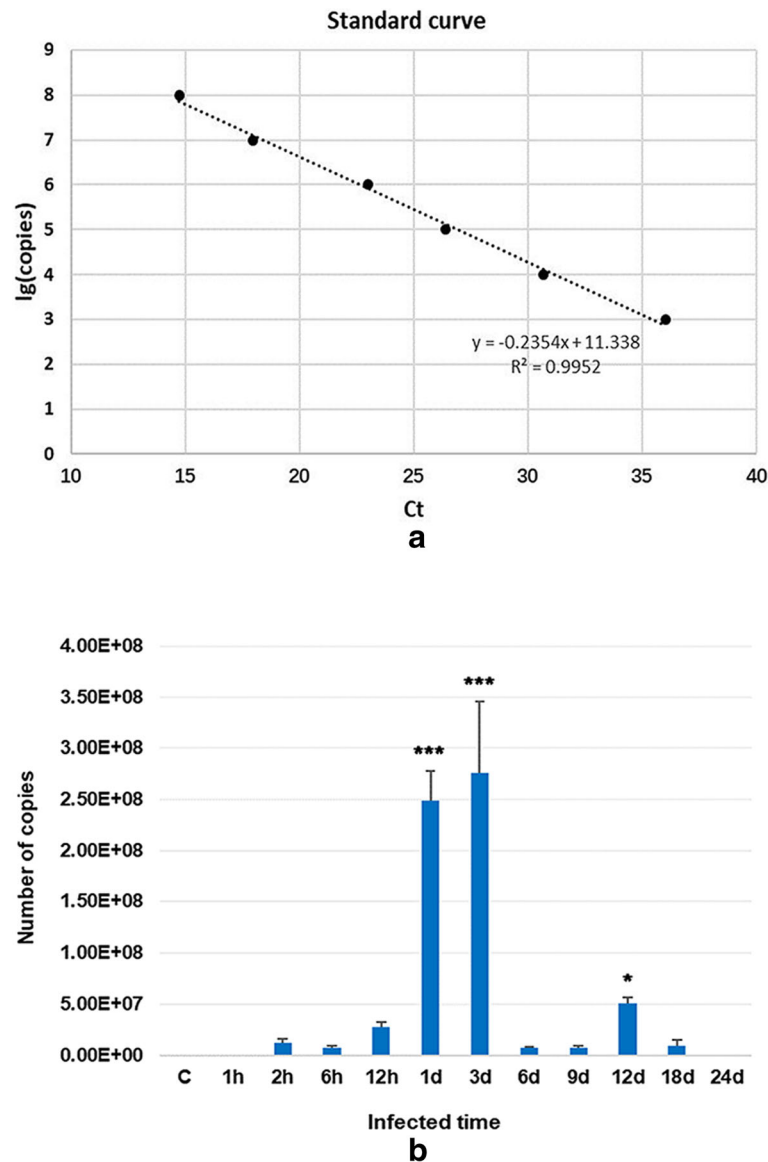 Standard curve
9
8
7
6
5
4
3
2
1
0
lg(copies)
y = -0.2354x + 11.338
R² = 0.9952
10 15 20 25 30 35 40
Ct
a
4.00E+08
3.50E+08
3.00E+08
2.50E+08
2.00E+08
1.50E+08
1.00E+08
5.00E+07
0.00E+00
Number of copies
***
***
*
C 1h 2h 6h 12h 1d 3d 6d 9d 12d 18d 24d
Infected time
b